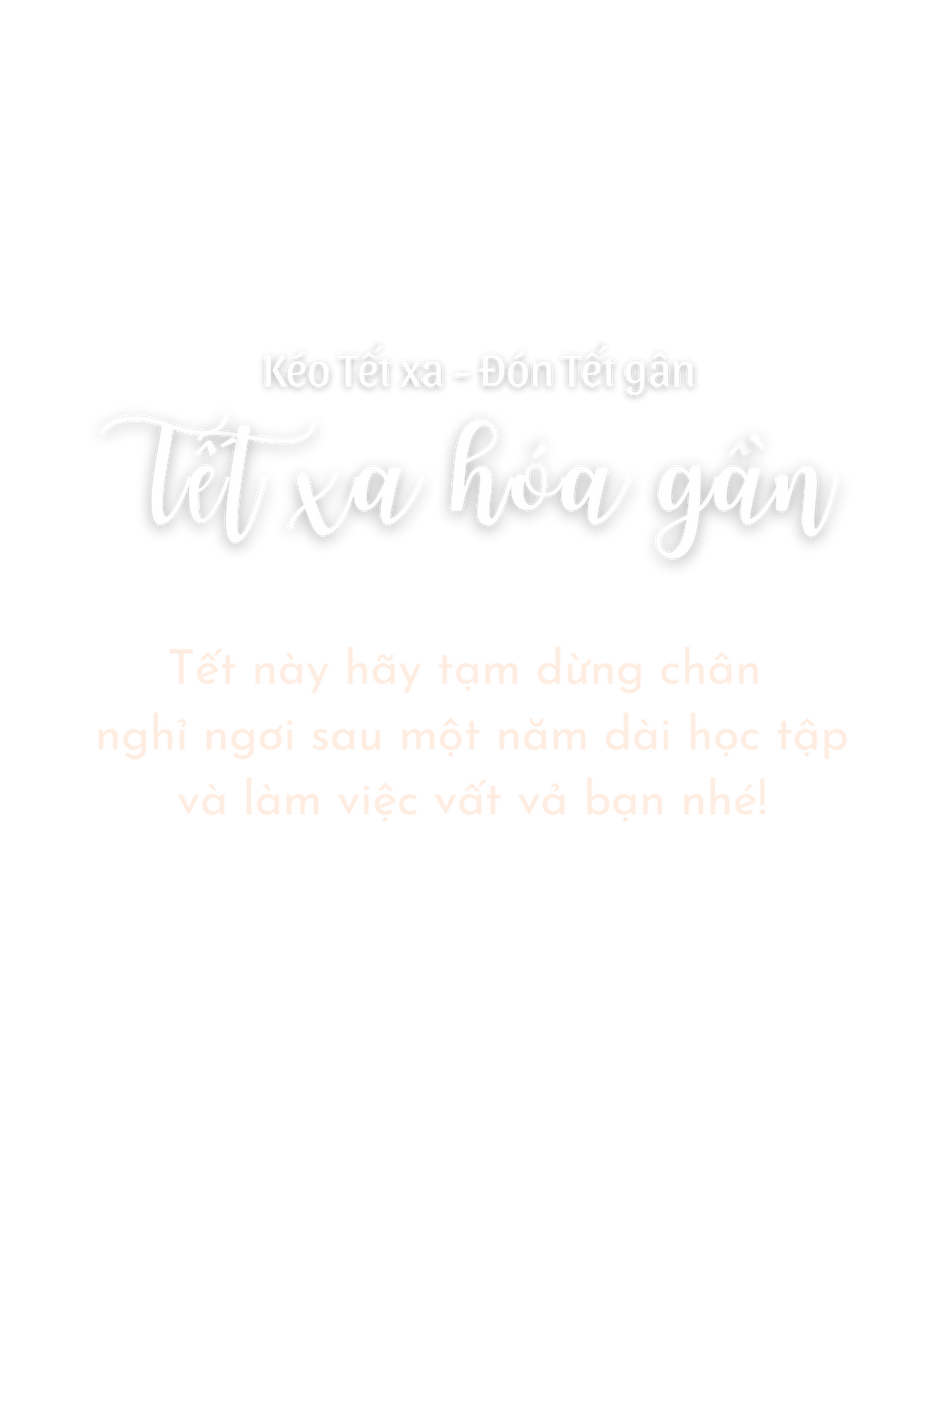 Kéo Tết xa - Đón Tết gần
Tết xa hóa gần
Tết này hãy tạm dừng chân
nghỉ ngơi sau một năm dài học tập
và làm việc vất vả bạn nhé!